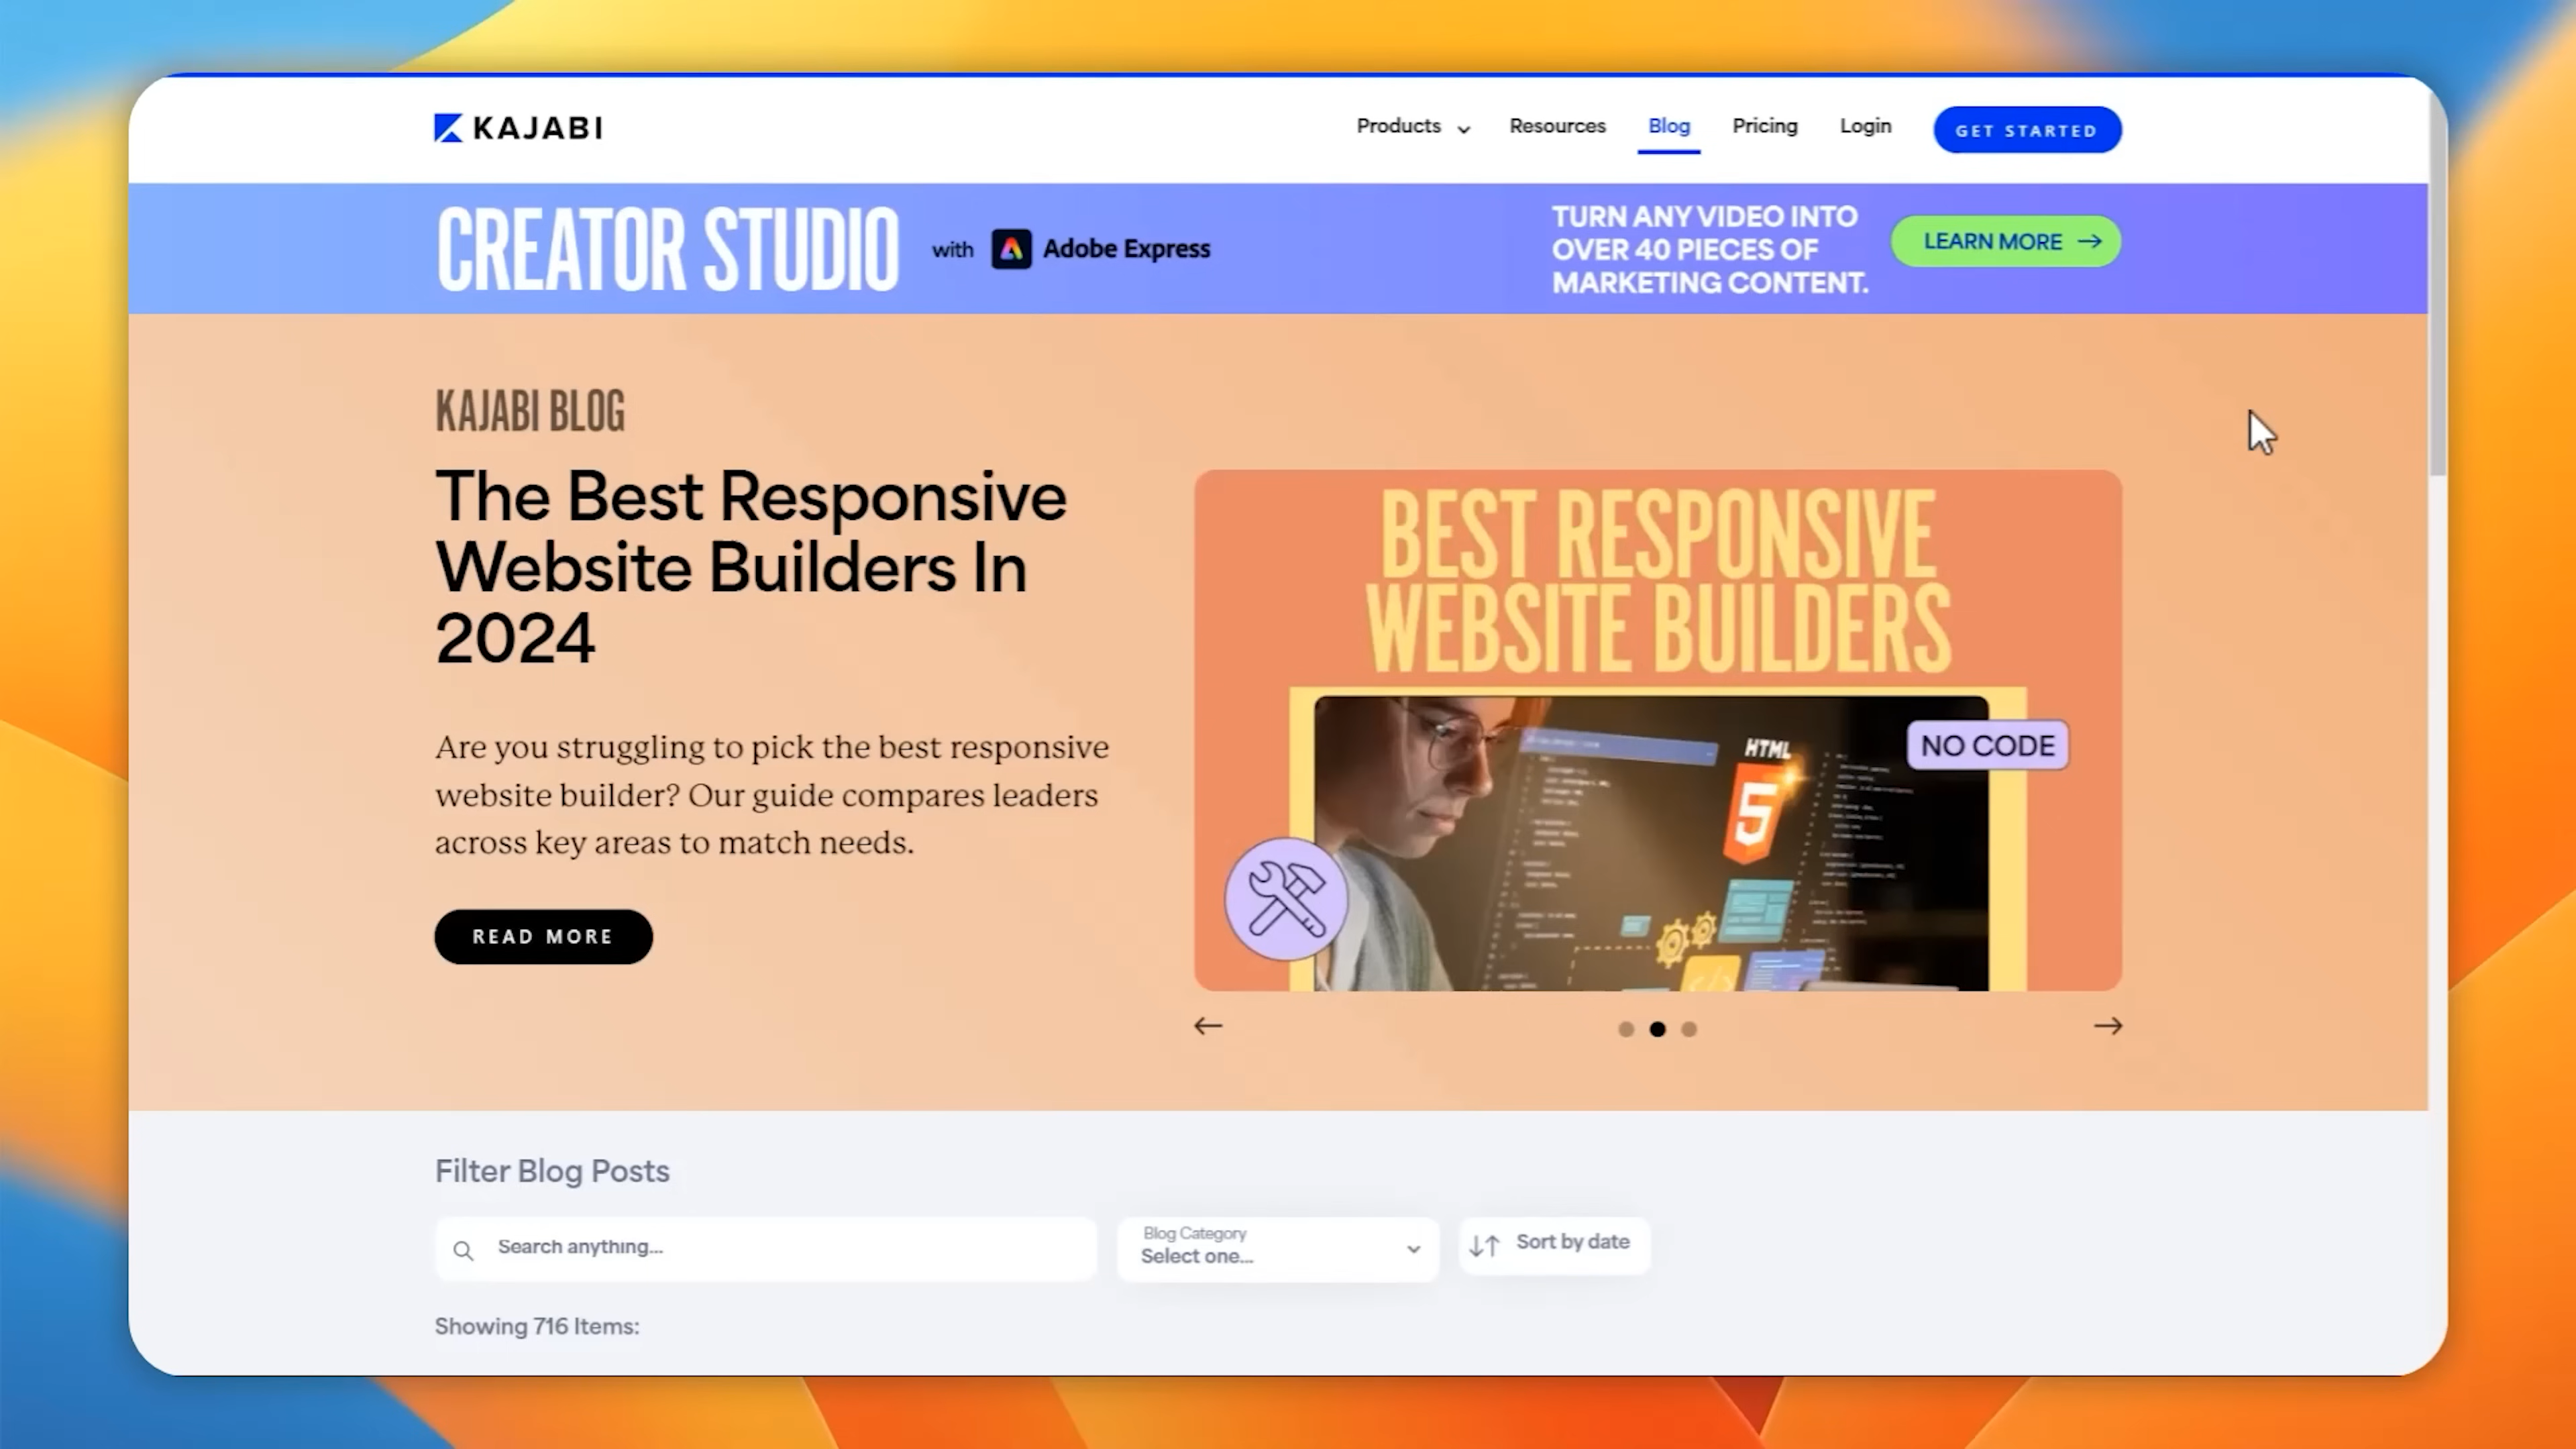 KAJABI
Products
Resources
Blog
Pricing
Login
GET STARTED
CREATOR STUDIO
with
Adobe Express
TURN ANY VIDEO INTO
OVER 40 PIECES OF
MARKETING CONTENT.
LEARN MORE
KAJABI BLOG
The Best Responsive
Website Builders In
2024
Are you struggling to pick the best responsive
website builder? Our guide compares leaders
across key areas to match needs.
READ MORE
BEST RESPONSIVE
WEBSITE BUILDERS
HTML
5
NO CODE
Filter Blog Posts
Search anything...
Blog Category
Select one...
Sort by date
Showing 716 Items: